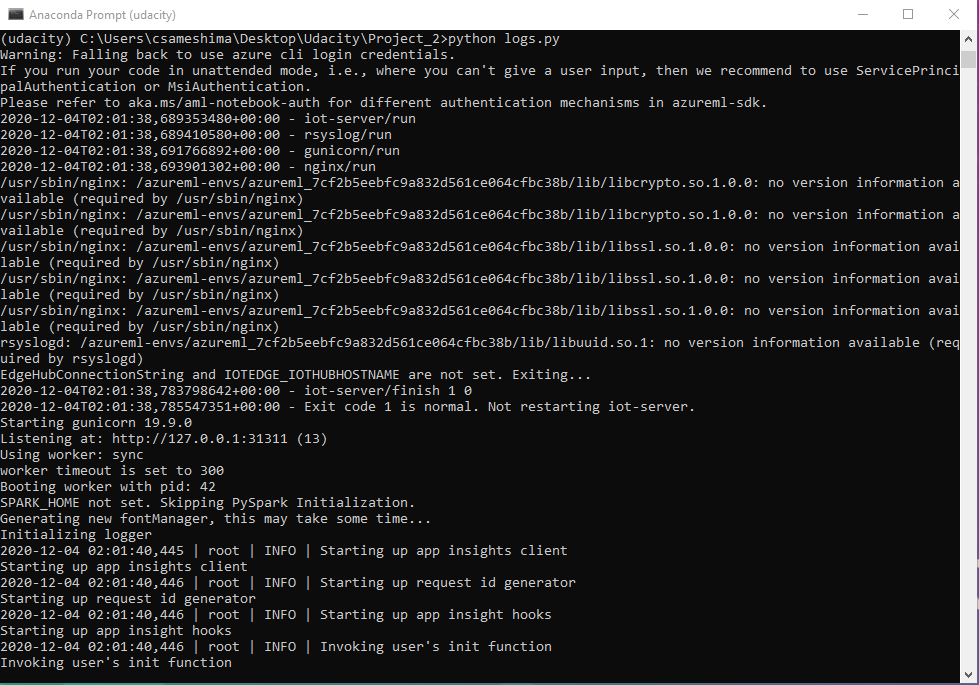 Anaconda Prompt (udacity)
(udacity) C:\Users\csameshima\Desktop\Udacity\Project_2>python logs.py
Warning: Falling back to use azure cli login credentials.
If you run your code in unattended mode, i.e., where you can't give a user input, then we recommend to use ServicePrinci
palAuthentication or MsiAuthentication.
Please refer to aka.ms/aml-notebook-auth for different authentication mechanisms in azureml-sdk.
2020-12-04T02:01:38,689353480+00:00 - iot-server/run
2020-12-04T02:01:38,689410580+00:00 - rsyslog/run
2020-12-04T02:01:38,691766892+00:00 - gunicorn/run
2020-12-04T02:01:38,693901302+00:00 - nginx/run
/usr/sbin/nginx: /azureml-envs/azureml_7cf2b5eebfc9a832d561ce064cfbc38b/lib/libcrypto.so.1.0.0: no version information a
vailable (required by /usr/sbin/nginx)
/usr/sbin/nginx: /azureml-envs/azureml_7cf2b5eebfc9a832d561ce064cfbc38b/lib/libcrypto.so.1.0.0: no version information a
vailable (required by /usr/sbin/nginx)
/usr/sbin/nginx: /azureml-envs/azureml_7cf2b5eebfc9a832d561ce064cfbc38b/lib/libssl.so.1.0.0: no version information avai
lable (required by /usr/sbin/nginx)
/usr/sbin/nginx: /azureml-envs/azureml_7cf2b5eebfc9a832d561ce064cfbc38b/lib/libssl.so.1.0.0: no version information avai
lable (required by /usr/sbin/nginx)
/usr/sbin/nginx: /azureml-envs/azureml_7cf2b5eebfc9a832d561ce064cfbc38b/lib/libssl.so.1.0.0: no version information avai
lable (required by /usr/sbin/nginx)
rsyslogd: /azureml-envs/azureml_7cf2b5eebfc9a832d561ce064cfbc38b/lib/libuuid.so.1: no version information available (req
uired by rsyslogd)
EdgeHubConnectionString and IOTEDGE_IOTHUBHOSTNAME are not set. Exiting...
2020-12-04T02:01:38,783798642+00:00 - iot-server/finish 1 0
2020-12-04T02:01:38,785547351+00:00 - Exit code 1 is normal. Not restarting iot-server.
Starting gunicorn 19.9.0
Listening at: http://127.0.0.1:31311 (13)
Using worker: sync
worker timeout is set to 300
Booting worker with pid: 42
SPARK_HOME not set. Skipping PySpark Initialization.
Generating new fontManager, this may take some time...
Initializing logger
2020-12-04 02:01:40,445 | root | INFO | Starting up app insights client
Starting up app insights client
2020-12-04 02:01:40,446 | root | INFO | Starting up request id generator
Starting up request id generator
2020-12-04 02:01:40,446 | root | INFO | Starting up app insight hooks
Starting up app insight hooks
2020-12-04 02:01:40,446 | root | INFO | Invoking user's init function
Invoking user's init function